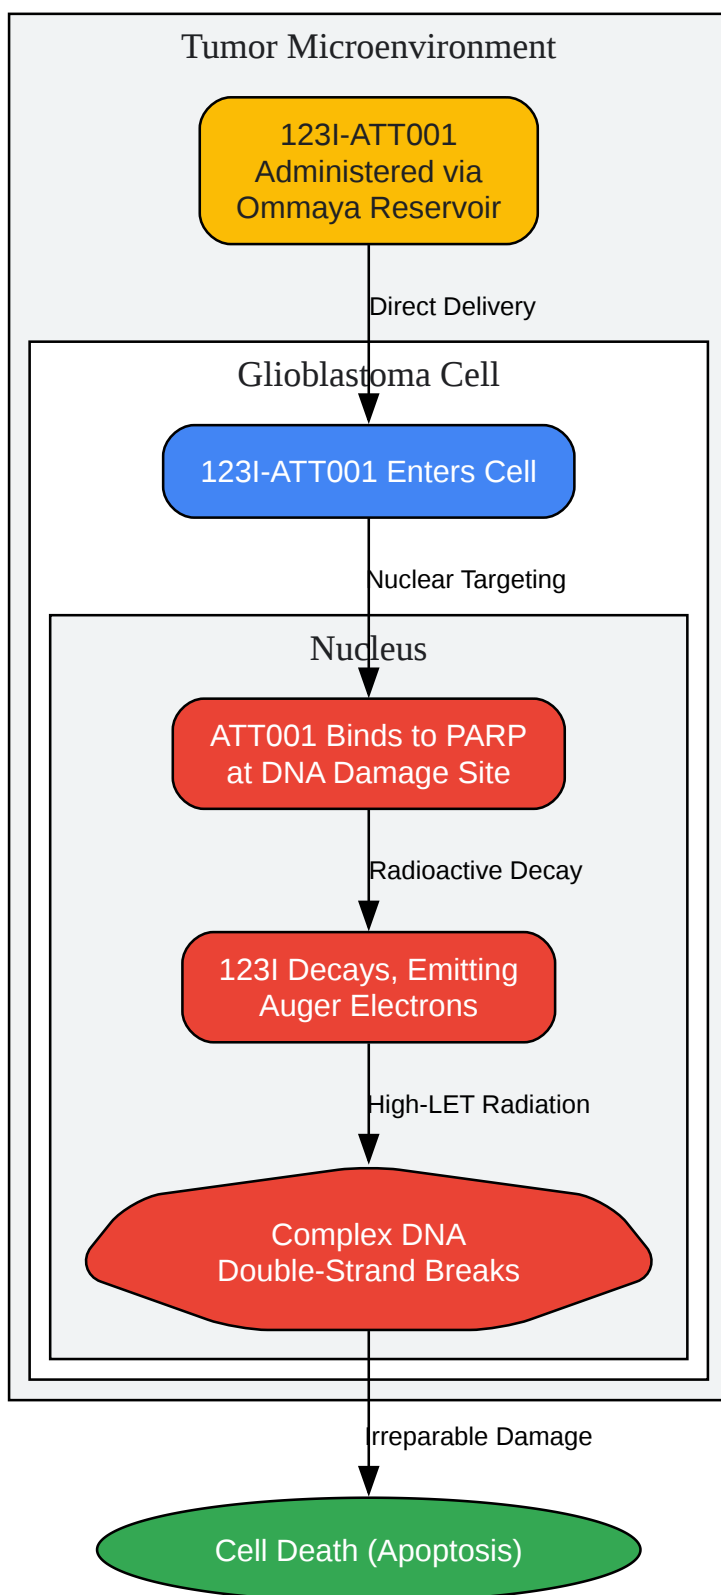 Tumor Microenvironment
123I-ATT001
Administered via
Ommaya Reservoir
Direct Delivery
Glioblastoma Cell
123I-ATT001 Enters Cell
Nuclear Targeting
Nucleus
ATT001 Binds to PARP
at DNA Damage Site
Radioactive Decay
123I Decays, Emitting
Auger Electrons
High-LET Radiation
Complex DNA
Double-Strand Breaks
Irreparable Damage
Cell Death (Apoptosis)